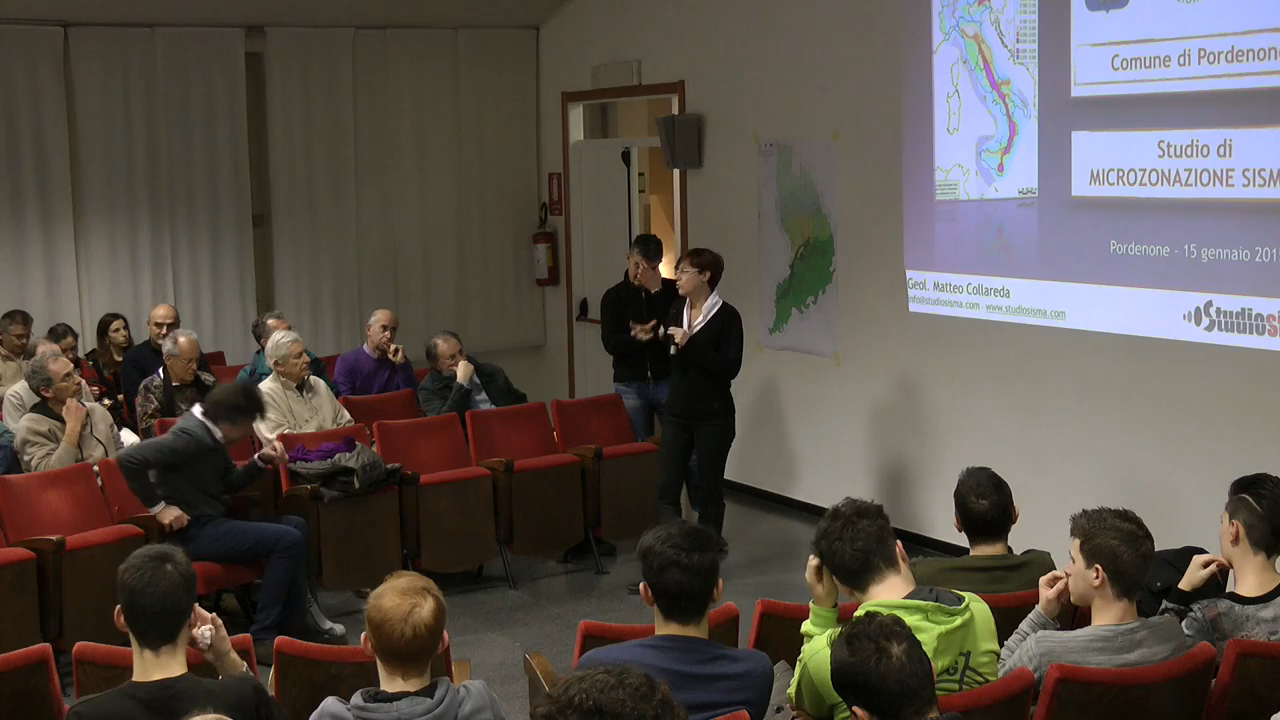 Comune di Pordenon
Studio di
MICROZONAZIONE SISM
Pordenone - 15 gennaio 201
Geol. Matteo Collareda
info@studiosisma.com www.studiosisma.com
Studiosi